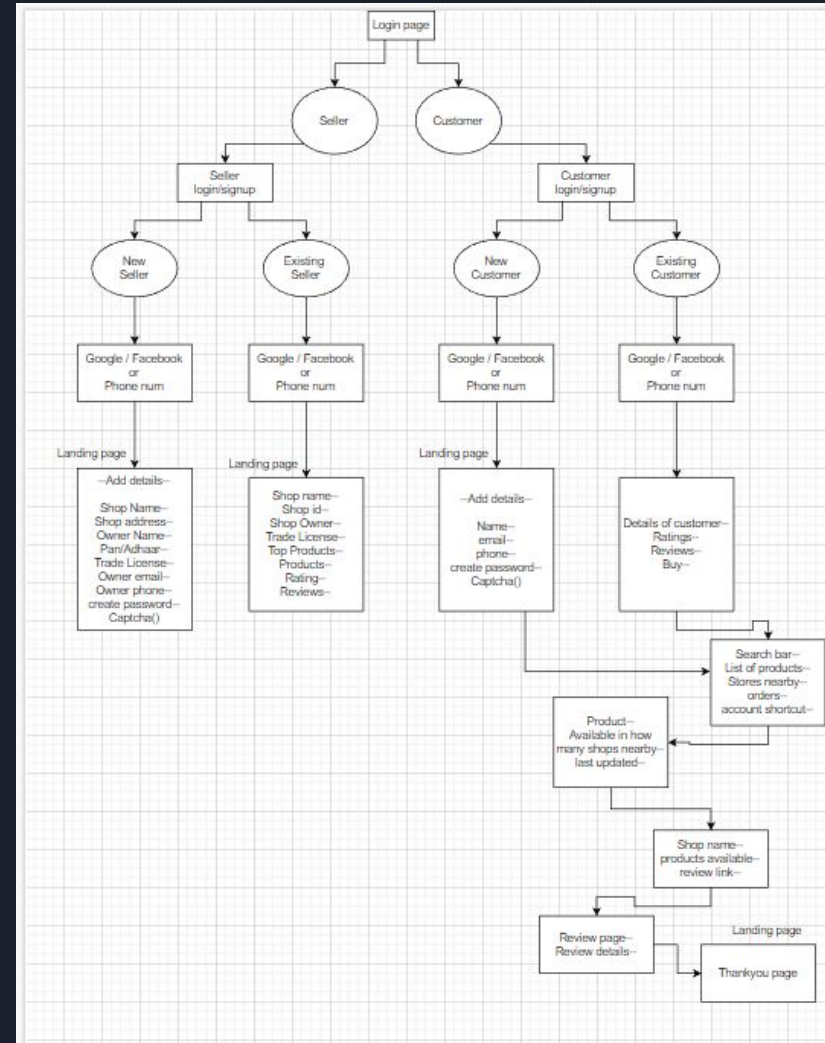 Login page
Seller
Customer
Seller
login/signup
Customer
login/signup
New
Seller
Existing
Seller
New
Customer
Existing
Customer
Google / Facebook
or
Phone num
Google / Facebook
or
Phone num
Google / Facebook
or
Phone num
Google / Facebook
or
Phone num
Landing page
--Add details--
Shop Name--
Shop address--
Owner Name--
Pan/Adhaar--
Trade License--
Owner email--
Owner phone--
create password--
Captcha()
Landing page
Shop name--
Shop id--
Shop Owner--
Trade License--
Top Products--
Products--
Rating--
Reviews--
Landing page
--Add details--
Name--
email--
phone--
create password--
Captcha()
Details of customer--
Ratings--
Reviews--
Buy--
Search bar--
List of products--
Stores nearby--
orders--
account shortcut--
Product--
Available in how
many shops nearby--
last updated--
Shop name--
products available--
review link--
Review page--
Review details--
Landing page
Thankyou page